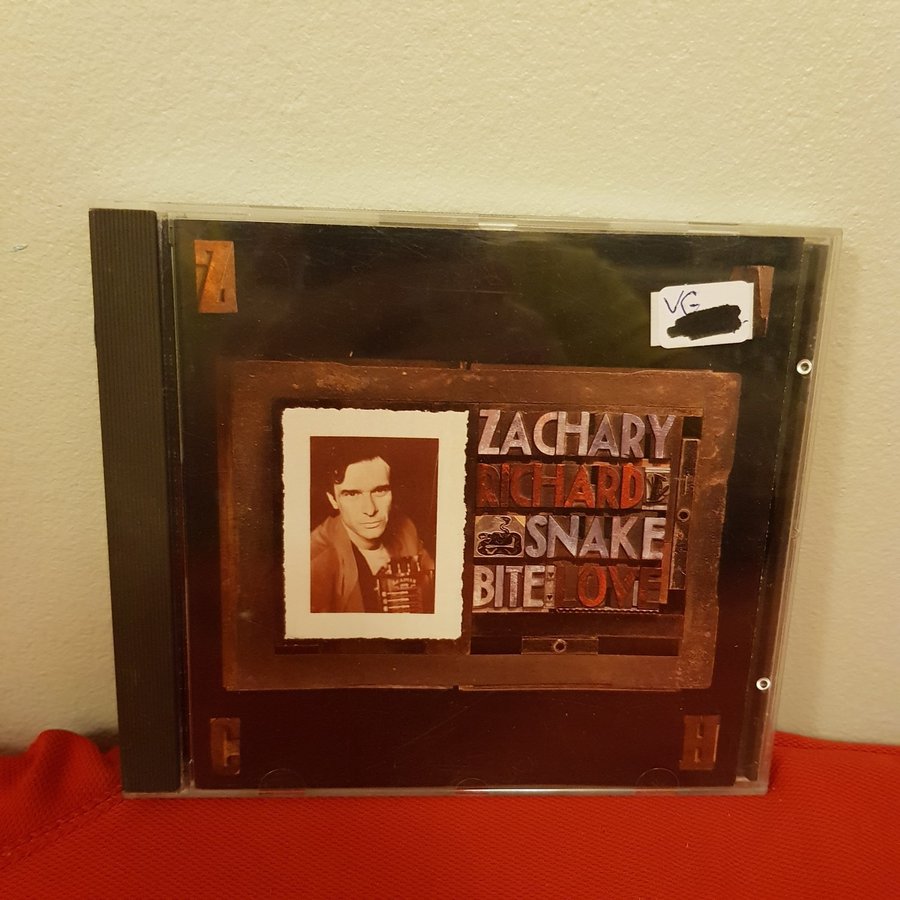 Z
VG
ZACHARY
RICHARD
SNAKE
BITE LOVE
C
H